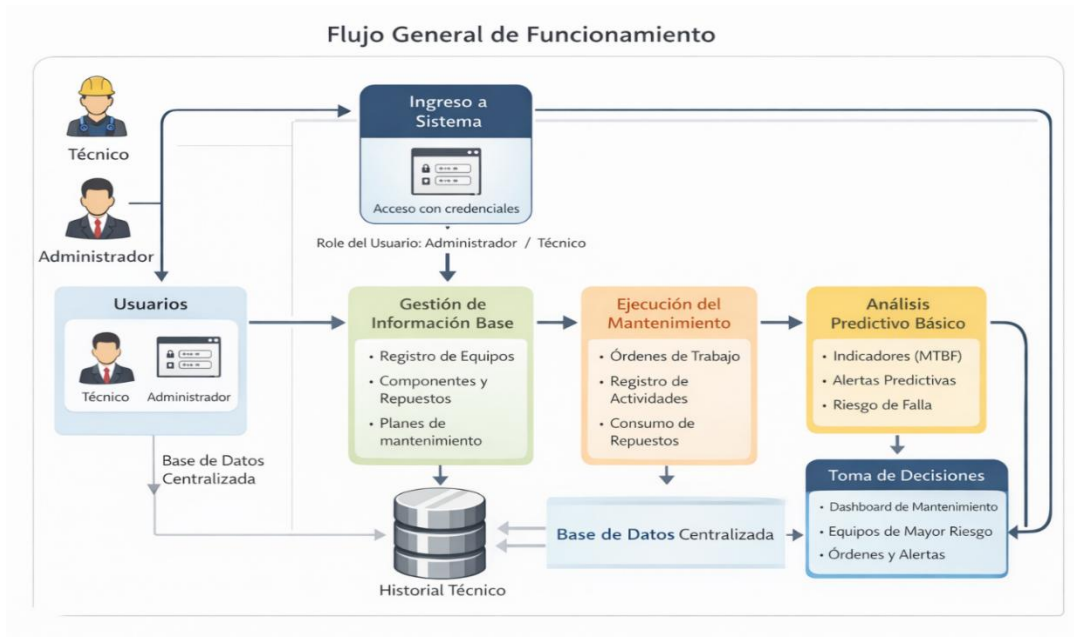 Flujo General de Funcionamiento
Técnico
Administrador
Ingreso a
Sistema
Acceso con credenciales
Role del Usuario: Administrador / Técnico
Usuarios
Técnico
Administrador
Gestión de
Información Base
• Registro de Equipos
• Componentes y
Repuestos
• Planes de
mantenimiento
Ejecución del
Mantenimiento
• Órdenes de Trabajo
• Registro de
Actividades
• Consumo de
Repuestos
Análisis
Predictivo Básico
• Indicadores (MTBF)
• Alertas Predictivas
• Riesgo de Falla
Base de Datos
Centralizada
Historial Técnico
Base de Datos Centralizada
Toma de Decisiones
• Dashboard de Mantenimiento
• Equipos de Mayor Riesgo
• Órdenes y Alertas